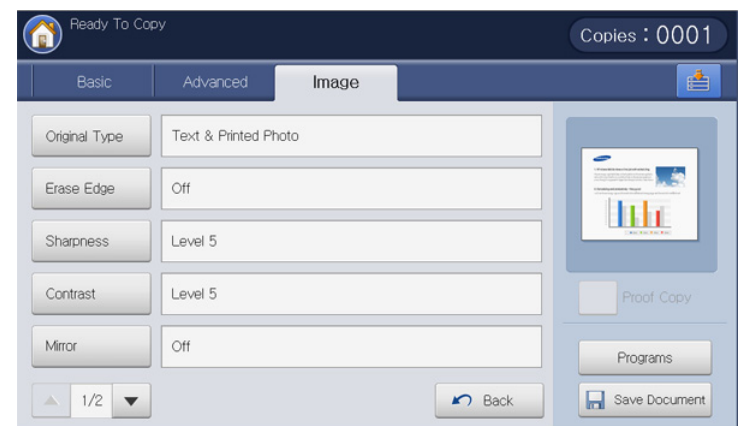 Ready To Copy
Copies : 0001
Basic
Advanced
Image
Original Type
Text & Printed Photo
Erase Edge
Off
Sharpness
Level 5
Contrast
Level 5
Mirror
Off
Proof Copy
Programs
1/2
Back
Save Document